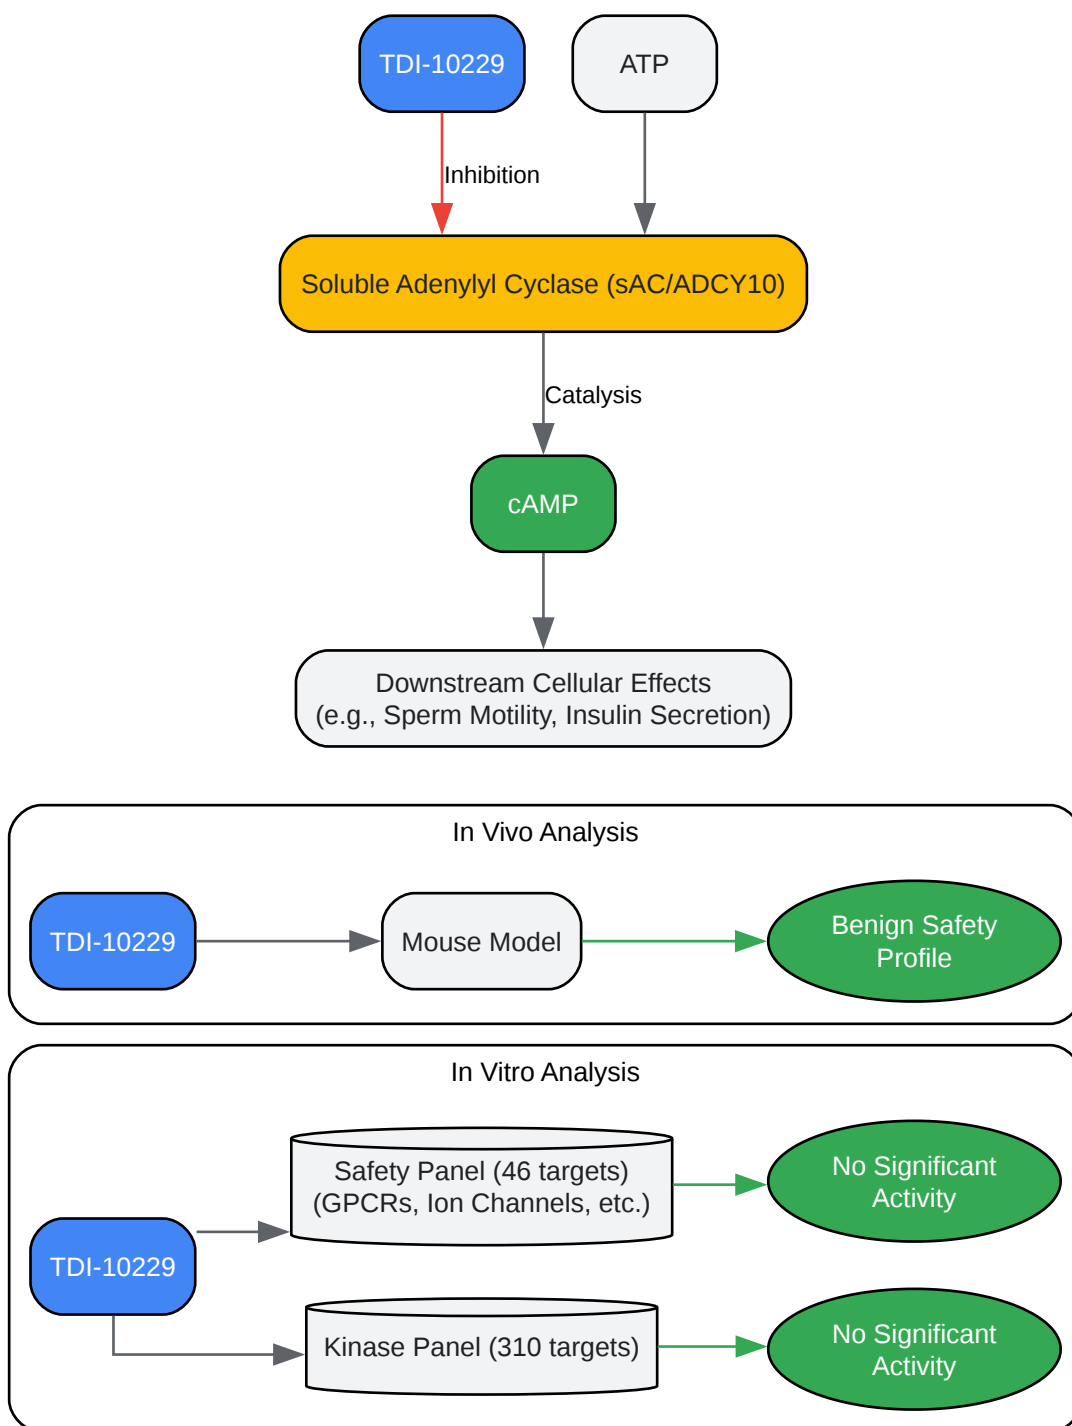 TDI-10229
ATP
Inhibition
Soluble Adenylyl Cyclase (sAC/ADCY10)
Catalysis
cAMP
Downstream Cellular Effects
(e.g., Sperm Motility, Insulin Secretion)
In Vivo Analysis
TDI-10229
Mouse Model
Benign Safety
Profile
In Vitro Analysis
Safety Panel (46 targets)
(GPCRs, Ion Channels, etc.)
No Significant
Activity
TDI-10229
Kinase Panel (310 targets)
No Significant
Activity